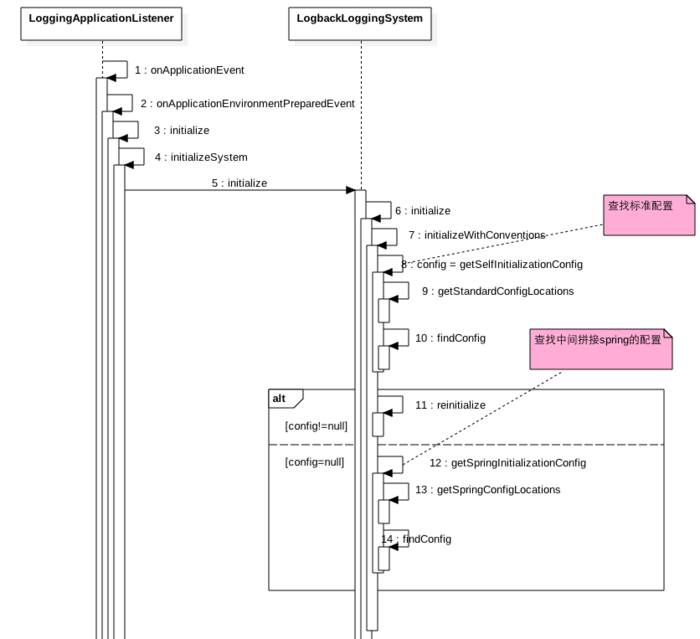 LoggingApplicationListener
LogbackLoggingSystem
1 : onApplicationEvent
2 : onApplicationEnvironmentPreparedEvent
3 : initialize
4 : initializeSystem
5 : initialize
6 : initialize
查找标准配置
7 : initializeWithConventions
8 : config = getSelfInitializationConfig
9 : getStandardConfigLocations
10 : findConfig
查找中间拼接spring的配置
alt
11 : reinitialize
[config!=null]
[config=null]
12 : getSpringInitializationConfig
13 : getSpringConfigLocations
14 : findConfig